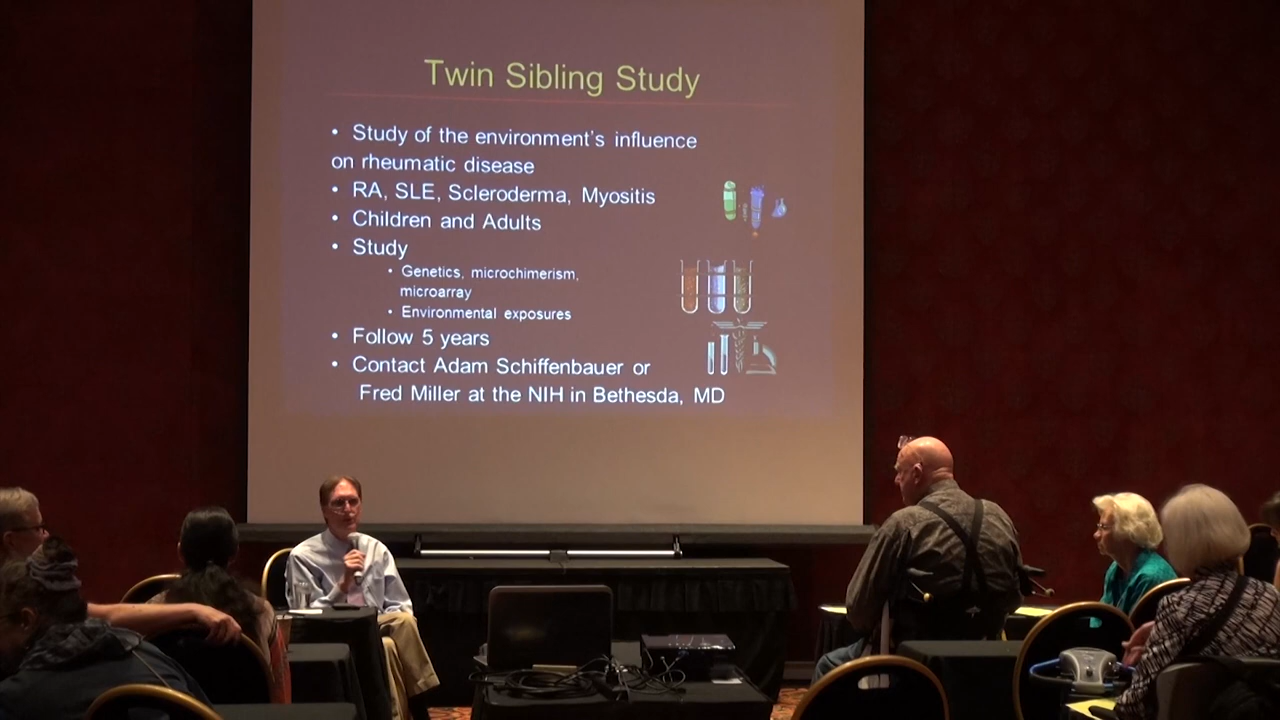 Twin Sibling Study
• Study of the environment's influence
on rheumatic disease
• RA, SLE, Scleroderma, Myositis
• Children and Adults
• Study
• Genetics, microchimerism,
microarray
• Environmental exposures
• Follow 5 years
• Contact Adam Schiffenbauer or
Fred Miller at the NIH in Bethesda, MD